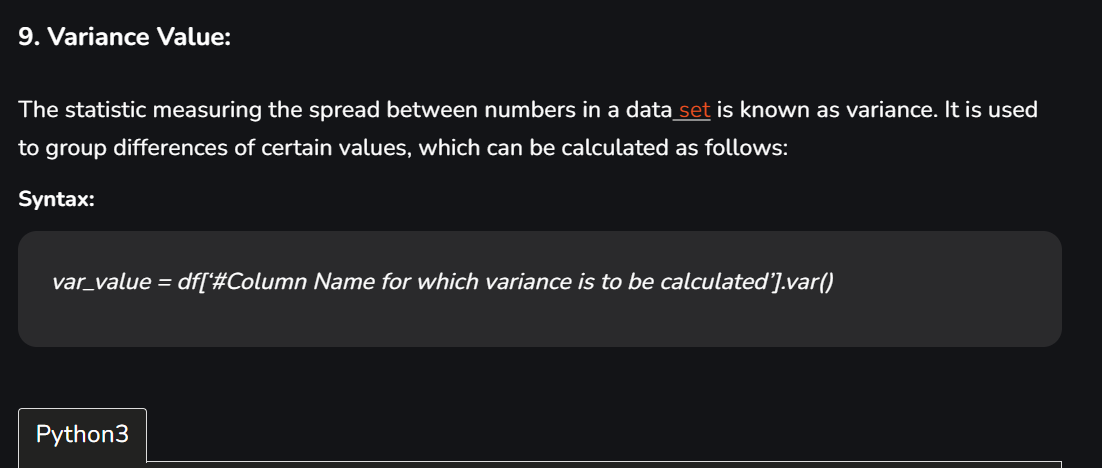 9. Variance Value:
The statistic measuring the spread between numbers in a data set is known as variance. It is used
to group differences of certain values, which can be calculated as follows:
Syntax:
var_value = df[‘#Column Name for which variance is to be calculated’].var()
Python3